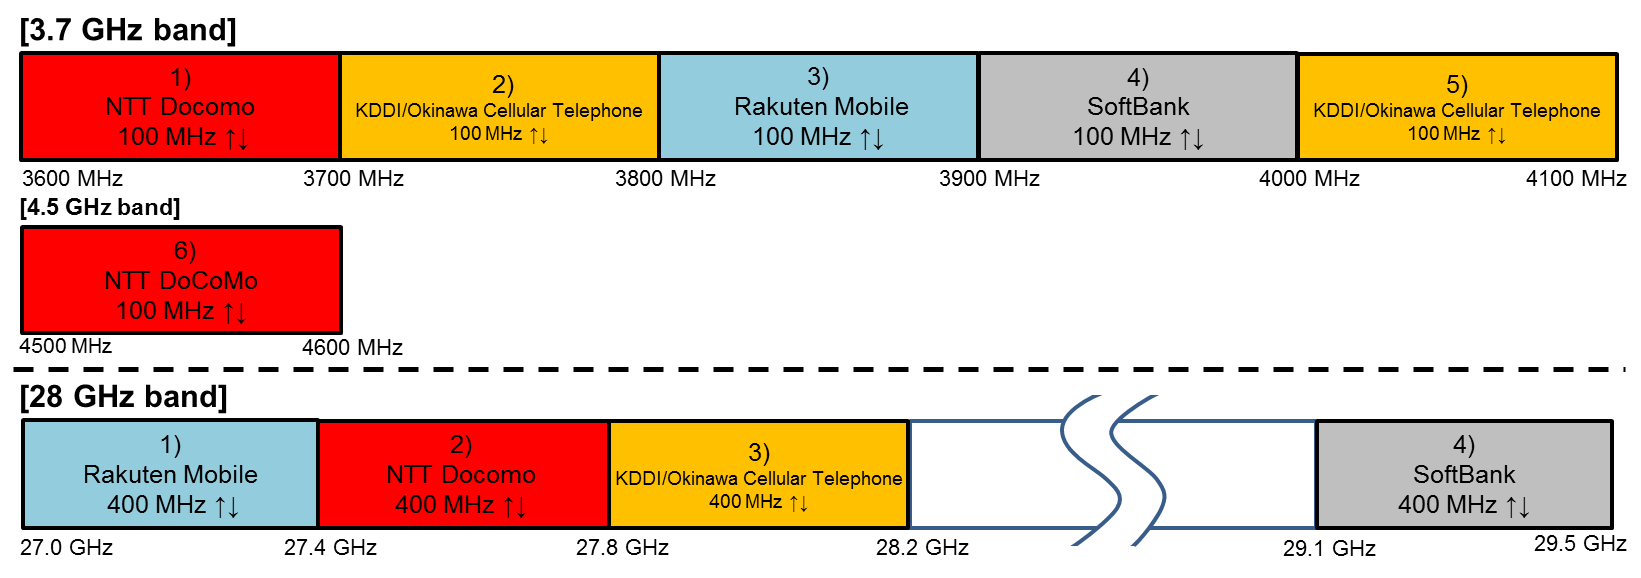 [3.7 GHz band]
1)
NTT Docomo
100 MHz ↑↓
2)
KDDI/Okinawa Cellular Telephone
100 MHz ↑↓
3)
Rakuten Mobile
100 MHz ↑↓
4)
SoftBank
100 MHz ↑↓
5)
KDDI/Okinawa Cellular Telephone
100 MHz ↑↓
3600 MHz
3700 MHz
3800 MHz
3900 MHz
4000 MHz
4100 MHz
[4.5 GHz band]
6)
NTT DoCoMo
100 MHz ↑↓
4500 MHz
4600 MHz
[28 GHz band]
1)
Rakuten Mobile
400 MHz ↑↓
2)
NTT Docomo
400 MHz ↑↓
3)
KDDI/Okinawa Cellular Telephone
400 MHz ↑↓
4)
SoftBank
400 MHz ↑↓
27.0 GHz
27.4 GHz
27.8 GHz
28.2 GHz
29.1 GHz
29.5 GHz